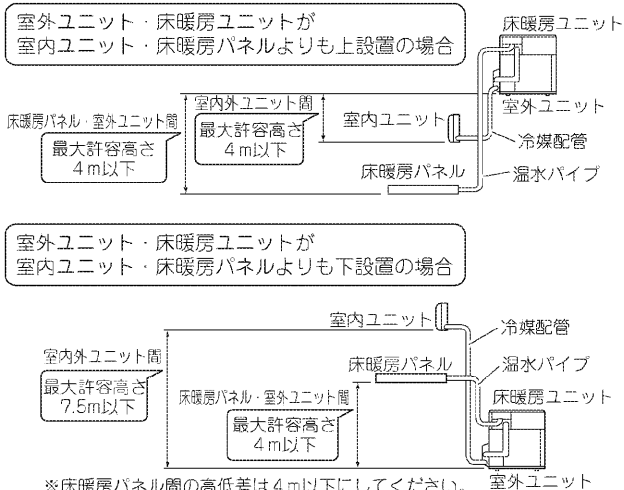 室外ユニット・床暖房ユニットが
室内ユニット・床暖房パネルよりも上設置の場合
床暖房ユニット
室内外ユニット間
最大許容高さ
4m以下
床暖房パネル・室外ユニット間
最大許容高さ
4m以下
室内ユニット
室外ユニット
冷媒配管
床暖房パネル
温水パイプ
室外ユニット・床暖房ユニットが
室内ユニット・床暖房パネルよりも下設置の場合
室内ユニット
冷媒配管
室内外ユニット間
最大許容高さ
7.5m以下
床暖房パネル
温水パイプ
床暖房パネル・室外ユニット間
最大許容高さ
4m以下
床暖房ユニット
室外ユニット
※床暖房パネル間の高低差は4m以下にしてください。